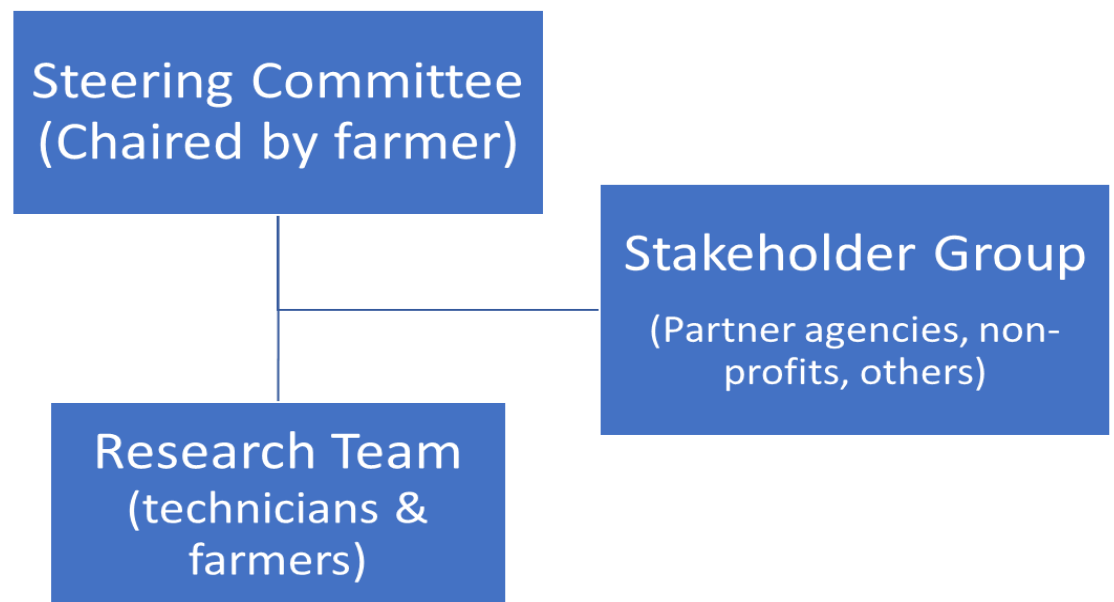 Steering Committee
(Chaired by farmer)
Stakeholder Group
(Partner agencies, non-
profits, others)
Research Team
(technicians &
farmers)